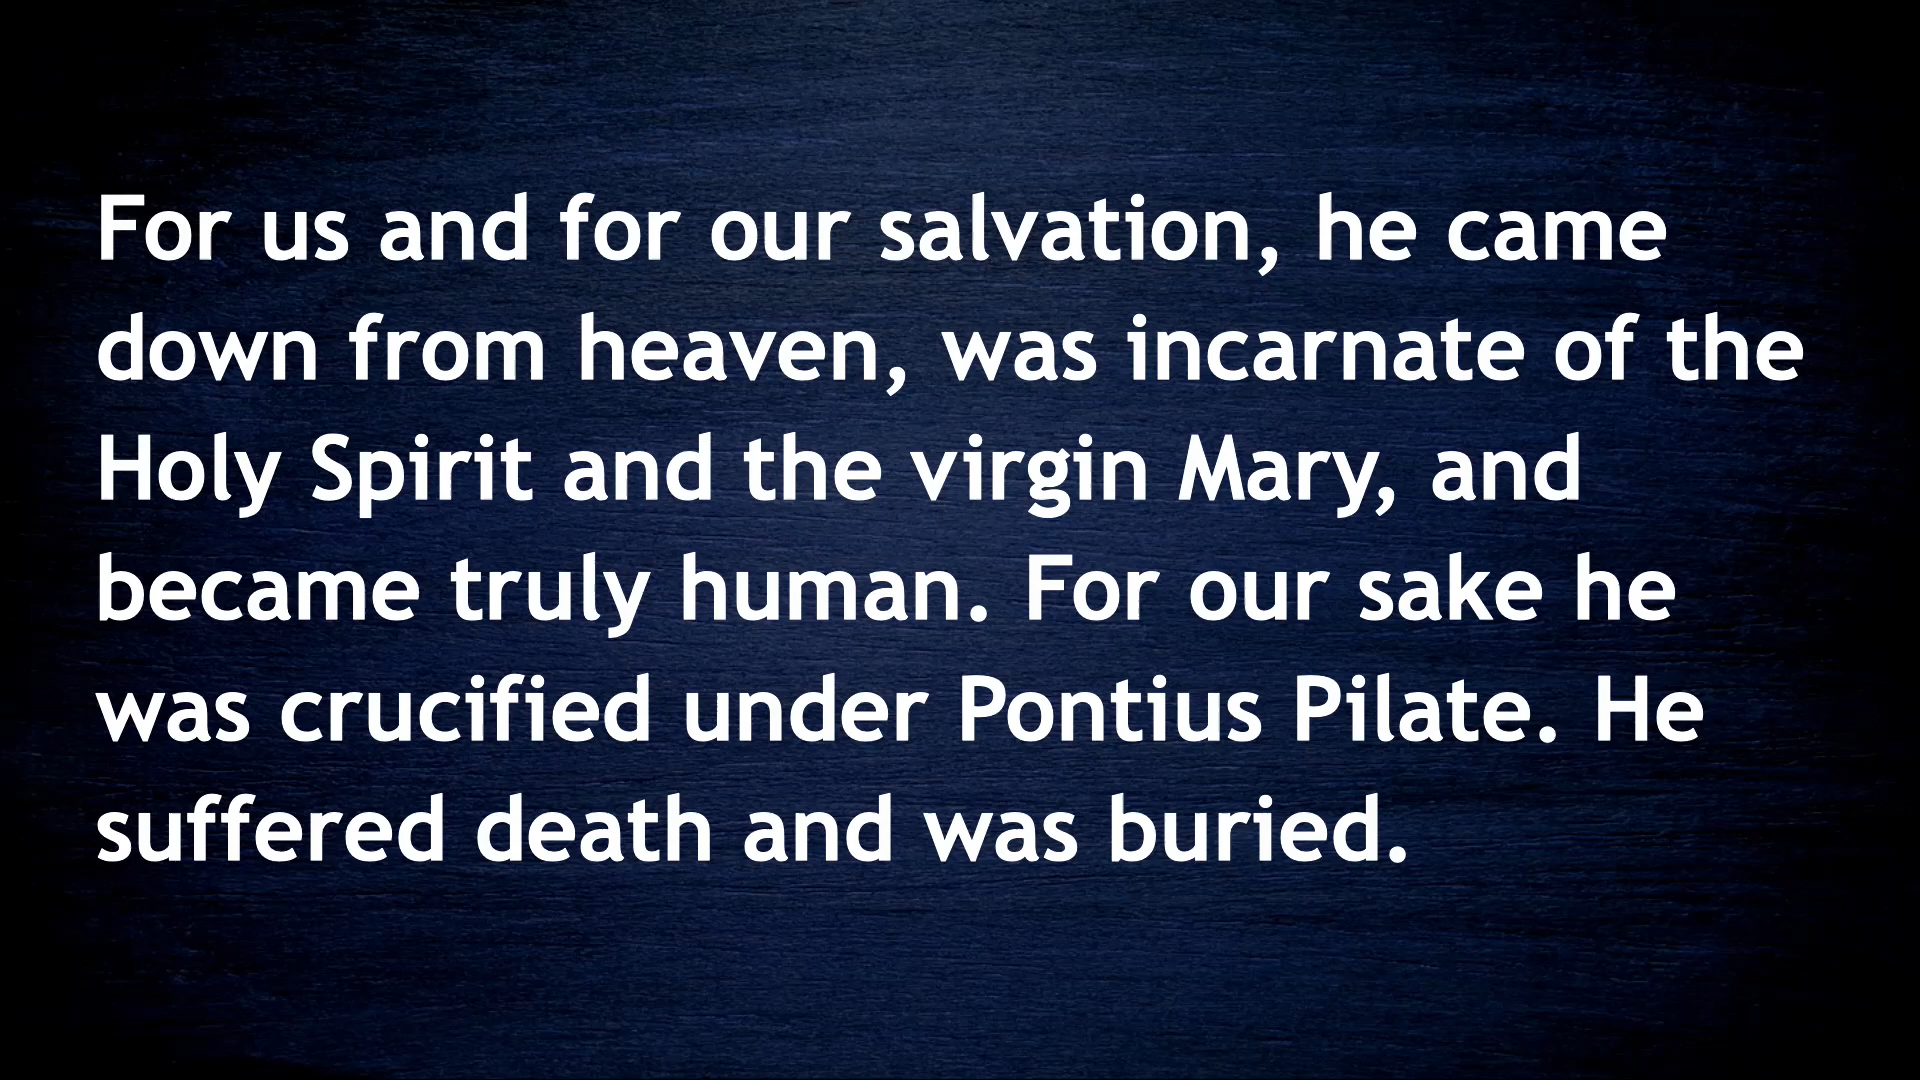 For us and for our salvation, he came
down from heaven, was incarnate of the
Holy Spirit and the virgin Mary, and
became truly human. For our sake he
was crucified under Pontius Pilate. He
suffered death and was buried.